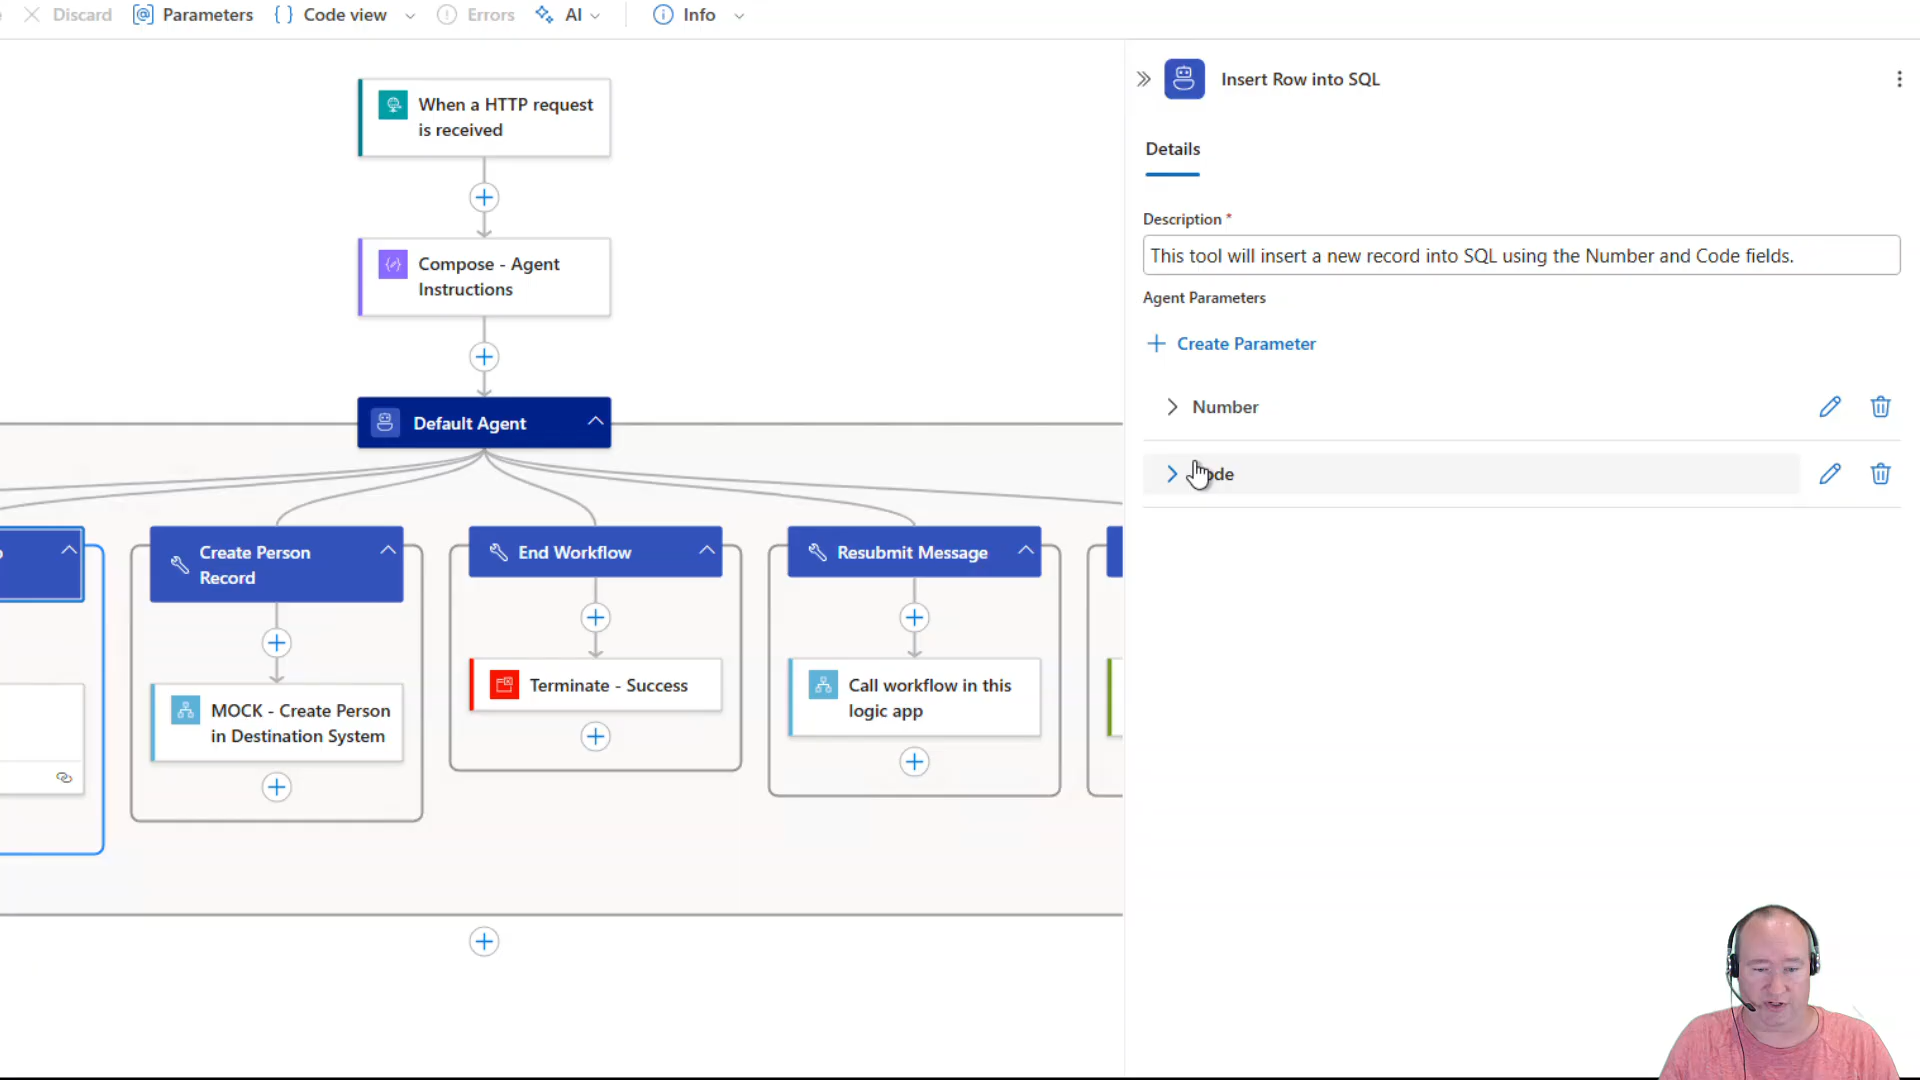 Discard
Parameters
Code view
Errors
AI
Info
When a HTTP request
is received
Compose - Agent
Instructions
Default Agent
Create Person
Record
MOCK - Create Person
in Destination System
End Workflow
Terminate - Success
Resubmit Message
Call workflow in this
logic app
Insert Row into SQL
Details
Description *
This tool will insert a new record into SQL using the Number and Code fields.
Agent Parameters
Create Parameter
Number